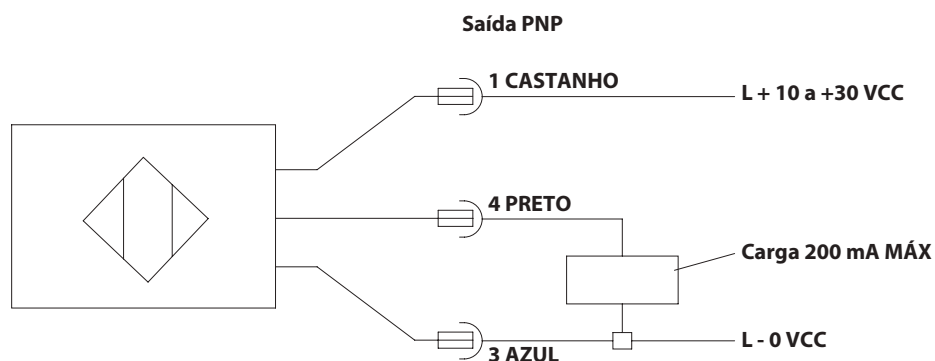 Saída PNP
1 CASTANHO
L + 10 a +30 VCC
4 PRETO
Carga 200 mA MÁX
L - 0 VCC
3 AZUL